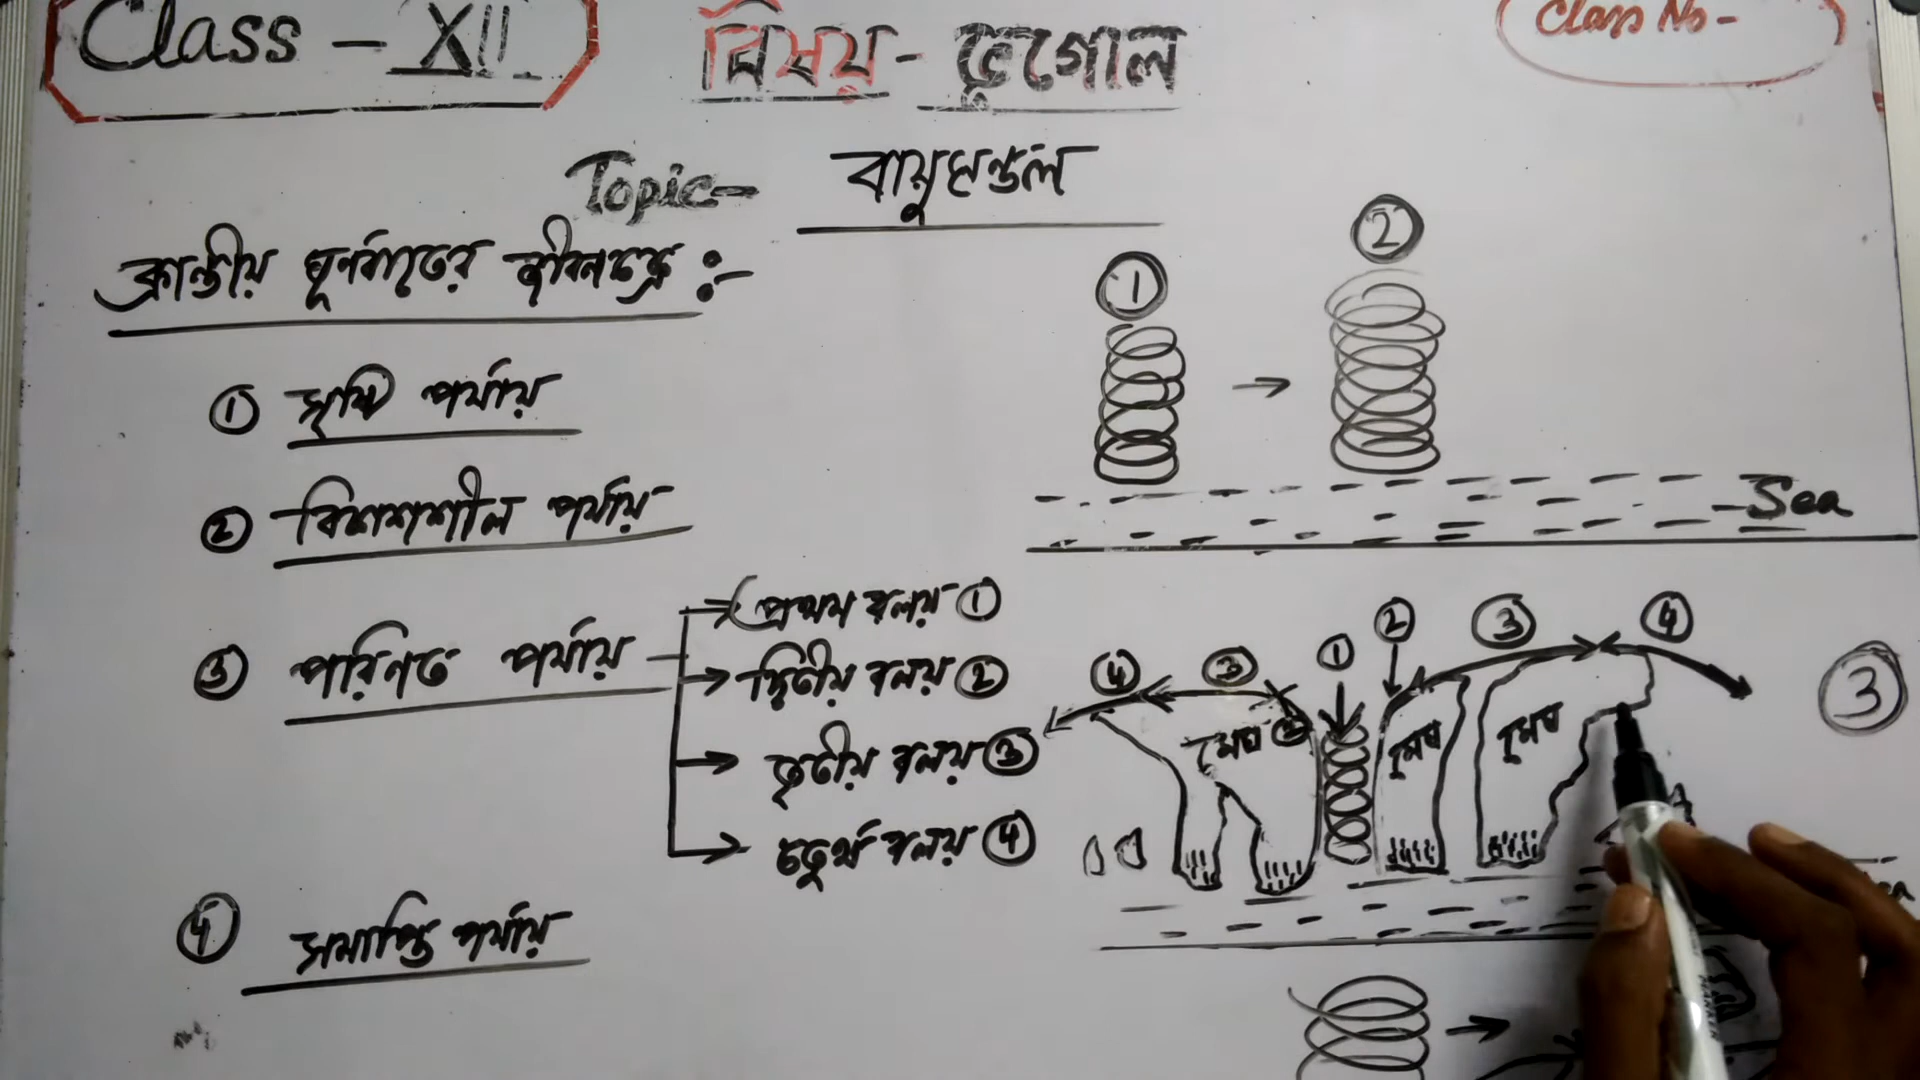 Class - XII
বিষয় - ভূগোল
Class No -
Topic - বায়ুমণ্ডল
ক্রান্তীয় ঘূর্ণবাতের জীবনচক্র :-
① সৃষ্টি পর্যায়
② বিকাশশীল পর্যায়
③ পরিণত পর্যায়
প্রথম বলয় ①
দ্বিতীয় বলয় ②
তৃতীয় বলয় ③
চতুর্থ বলয় ④
④ সমাপ্তি পর্যায়
①
②
- Sea
④ ③ ① ② ③ ④
③
মেঘ ② মেঘ মেঘ